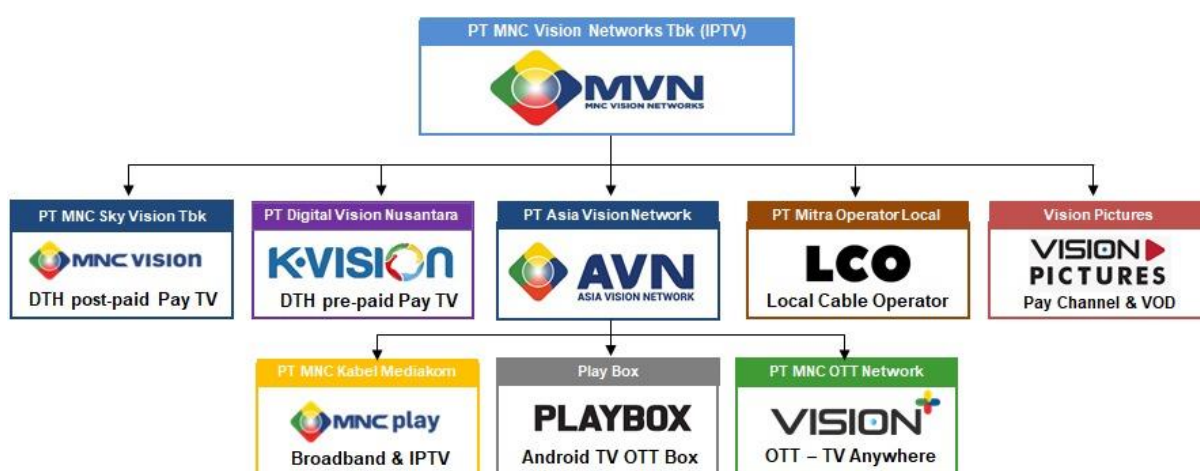 PT MNC Vision Networks Tbk (IPTV)
MVN
MNC VISION NETWORKS
PT MNC Sky Vision Tbk
MNC VISION
DTH post-paid Pay TV
PT Digital Vision Nusantara
K-VISION
DTH pre-paid Pay TV
PT Asia Vision Network
AVN
ASIA VISION NETWORK
PT Mitra Operator Local
LCO
Local Cable Operator
Vision Pictures
VISION
PICTURES
Pay Channel & VOD
PT MNC Kabel Mediakom
MNC play
Broadband & IPTV
Play Box
PLAYBOX
Android TV OTT Box
PT MNC OTT Network
VISION+
OTT – TV Anywhere